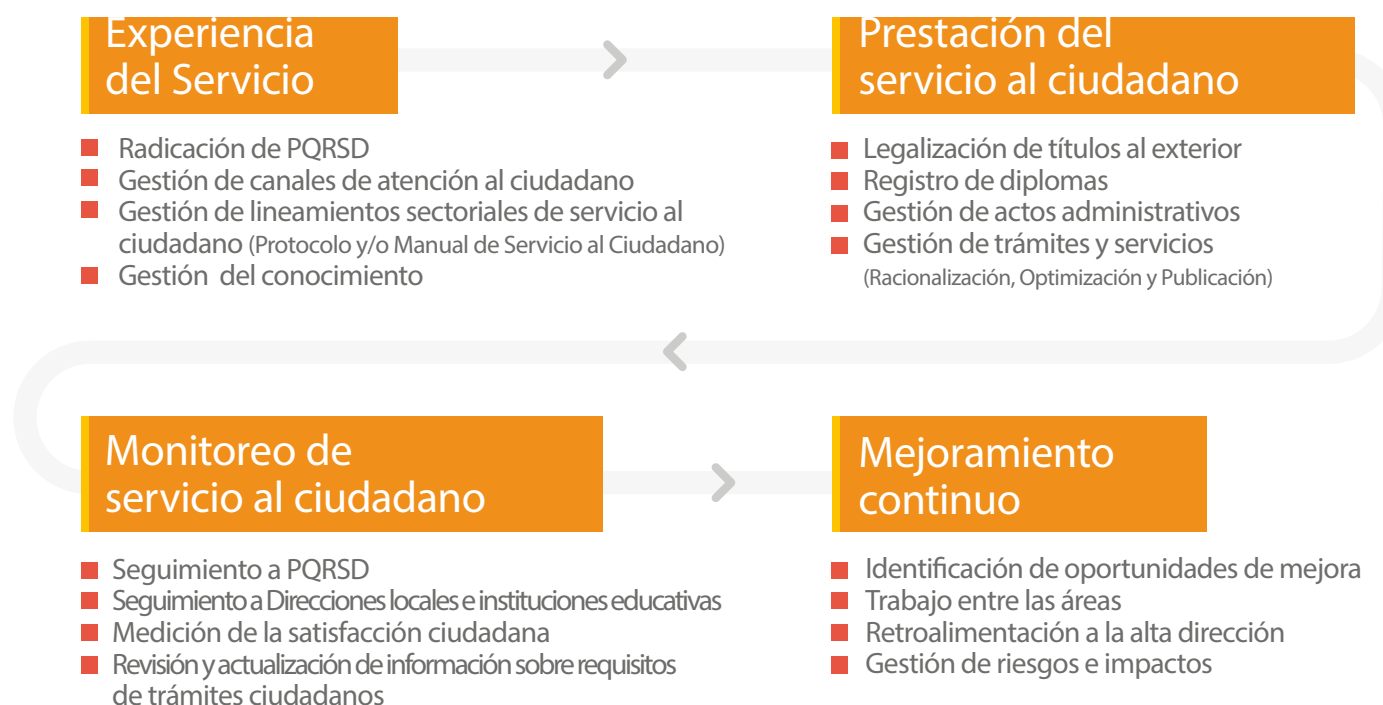 Experiencia
del Servicio
Radicación de PQRSD
Gestión de canales de atención al ciudadano
Gestión de lineamientos sectoriales de servicio al
ciudadano (Protocolo y/o Manual de Servicio al Ciudadano)
Gestión del conocimiento
Prestación del
servicio al ciudadano
Legalización de títulos al exterior
Registro de diplomas
Gestión de actos administrativos
Gestión de trámites y servicios
(Racionalización, Optimización y Publicación)
Monitoreo de
servicio al ciudadano
Seguimiento a PQRSD
Seguimiento a Direcciones locales e instituciones educativas
Medición de la satisfacción ciudadana
Revisión y actualización de información sobre requisitos
de trámites ciudadanos
Mejoramiento
continuo
Identificación de oportunidades de mejora
Trabajo entre las áreas
Retroalimentación a la alta dirección
Gestión de riesgos e impactos